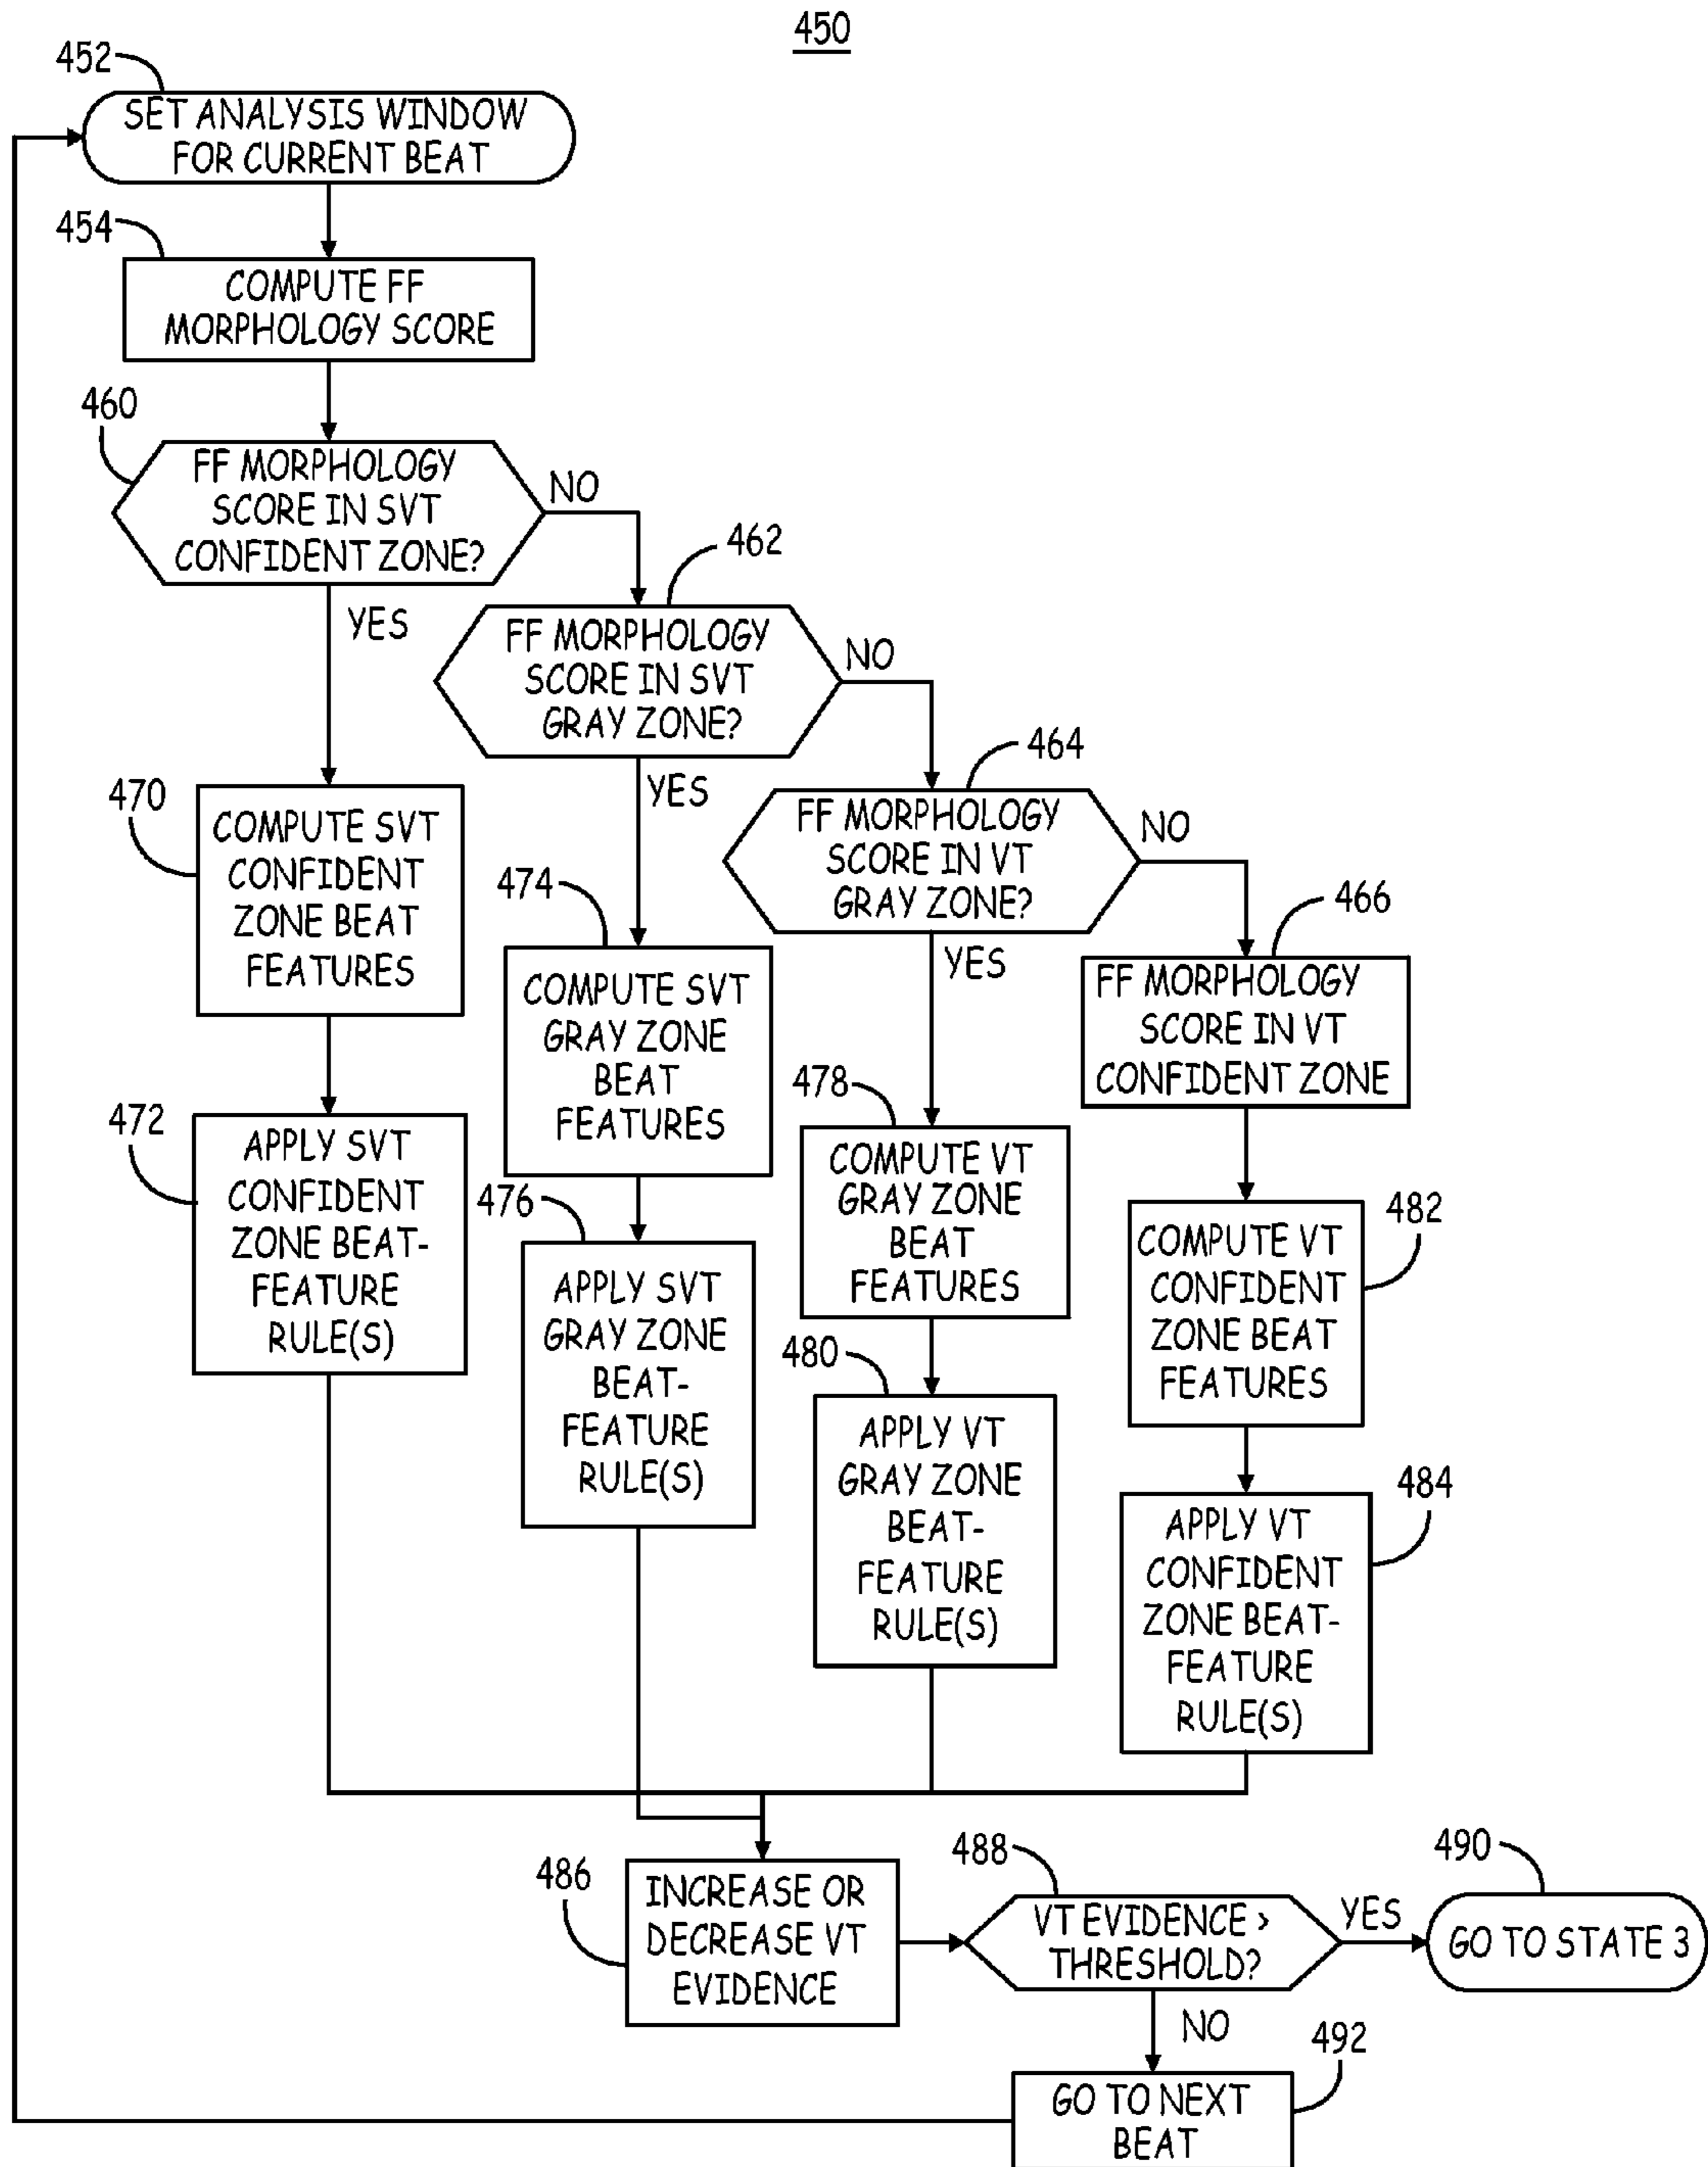 450
452
SET ANALYSIS WINDOW
FOR CURRENT BEAT
454
COMPUTE FF
MORPHOLOGY SCORE
460
FF MORPHOLOGY
SCORE IN SVT
CONFIDENT ZONE?
NO
YES
462
FF MORPHOLOGY
SCORE IN SVT
GRAY ZONE?
NO
YES
464
FF MORPHOLOGY
SCORE IN VT
GRAY ZONE?
NO
YES
466
FF MORPHOLOGY
SCORE IN VT
CONFIDENT ZONE
470
COMPUTE SVT
CONFIDENT
ZONE BEAT
FEATURES
472
APPLY SVT
CONFIDENT
ZONE BEAT-
FEATURE
RULE(S)
474
COMPUTE SVT
GRAY ZONE
BEAT
FEATURES
476
APPLY SVT
GRAY ZONE
BEAT-
FEATURE
RULE(S)
478
COMPUTE VT
GRAY ZONE
BEAT
FEATURES
480
APPLY VT
GRAY ZONE
BEAT-
FEATURE
RULE(S)
482
COMPUTE VT
CONFIDENT
ZONE BEAT
FEATURES
484
APPLY VT
CONFIDENT
ZONE BEAT-
FEATURE
RULE(S)
486
INCREASE OR
DECREASE VT
EVIDENCE
488
VT EVIDENCE >
THRESHOLD?
YES
NO
490
GO TO STATE 3
492
GO TO NEXT
BEAT